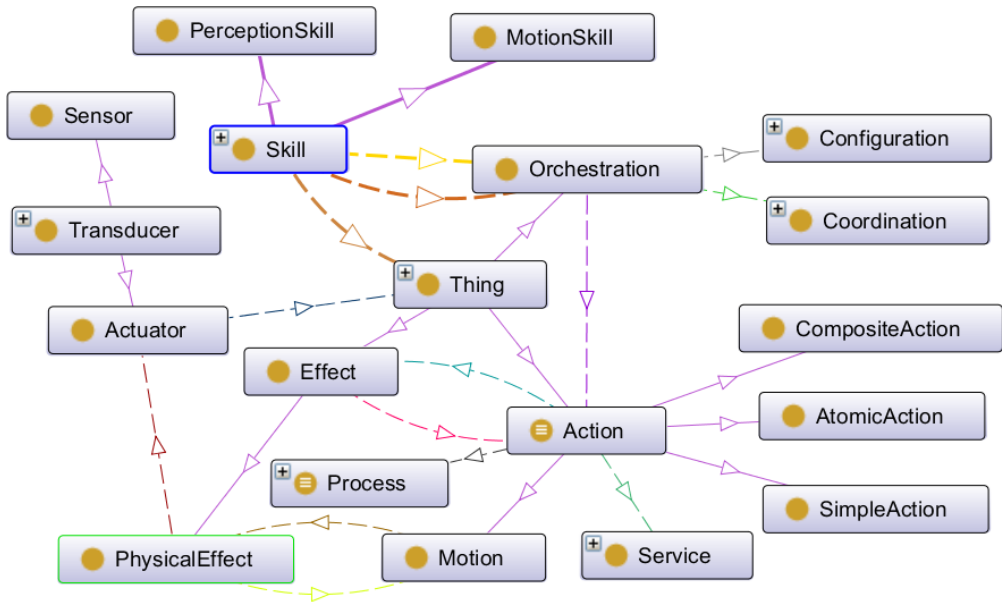 PerceptionSkill
MotionSkill
Sensor
Skill
Orchestration
Configuration
Transducer
Coordination
Thing
Actuator
CompositeAction
Effect
Action
AtomicAction
Process
SimpleAction
PhysicalEffect
Motion
Service